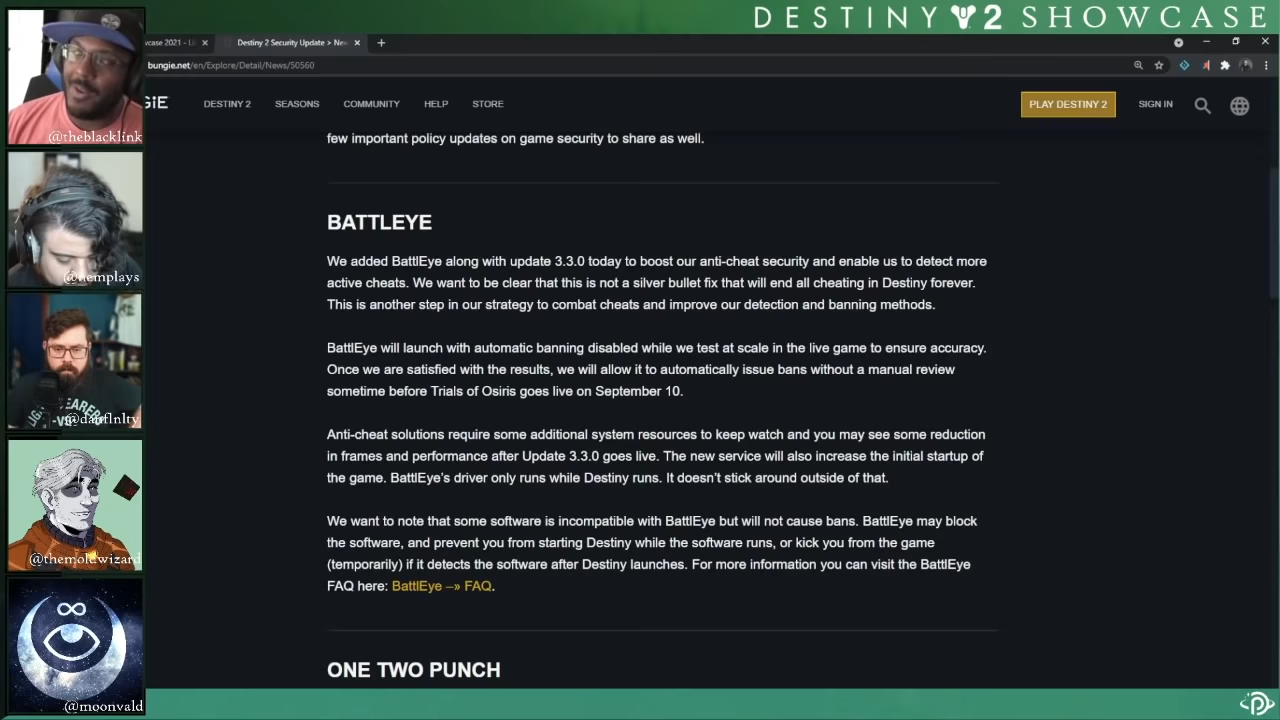 DESTINY 2 SHOWCASE
case 2021 - Li
Destiny 2 Security Update > New
bungie.net/en/Explore/Detail/News/50560
GiE
DESTINY 2
SEASONS
COMMUNITY
HELP
STORE
PLAY DESTINY 2
SIGN IN
few important policy updates on game security to share as well.
BATTLEYE
We added BattlEye along with update 3.3.0 today to boost our anti-cheat security and enable us to detect more
active cheats. We want to be clear that this is not a silver bullet fix that will end all cheating in Destiny forever.
This is another step in our strategy to combat cheats and improve our detection and banning methods.
BattlEye will launch with automatic banning disabled while we test at scale in the live game to ensure accuracy.
Once we are satisfied with the results, we will allow it to automatically issue bans without a manual review
sometime before Trials of Osiris goes live on September 10.
Anti-cheat solutions require some additional system resources to keep watch and you may see some reduction
in frames and performance after Update 3.3.0 goes live. The new service will also increase the initial startup of
the game. BattlEye's driver only runs while Destiny runs. It doesn't stick around outside of that.
We want to note that some software is incompatible with BattlEye but will not cause bans. BattlEye may block
the software, and prevent you from starting Destiny while the software runs, or kick you from the game
(temporarily) if it detects the software after Destiny launches. For more information you can visit the BattlEye
FAQ here: BattlEye –» FAQ.
ONE TWO PUNCH
@theblacklink
@nemplays
@danflnlty
@themoldwizard
@moonvald